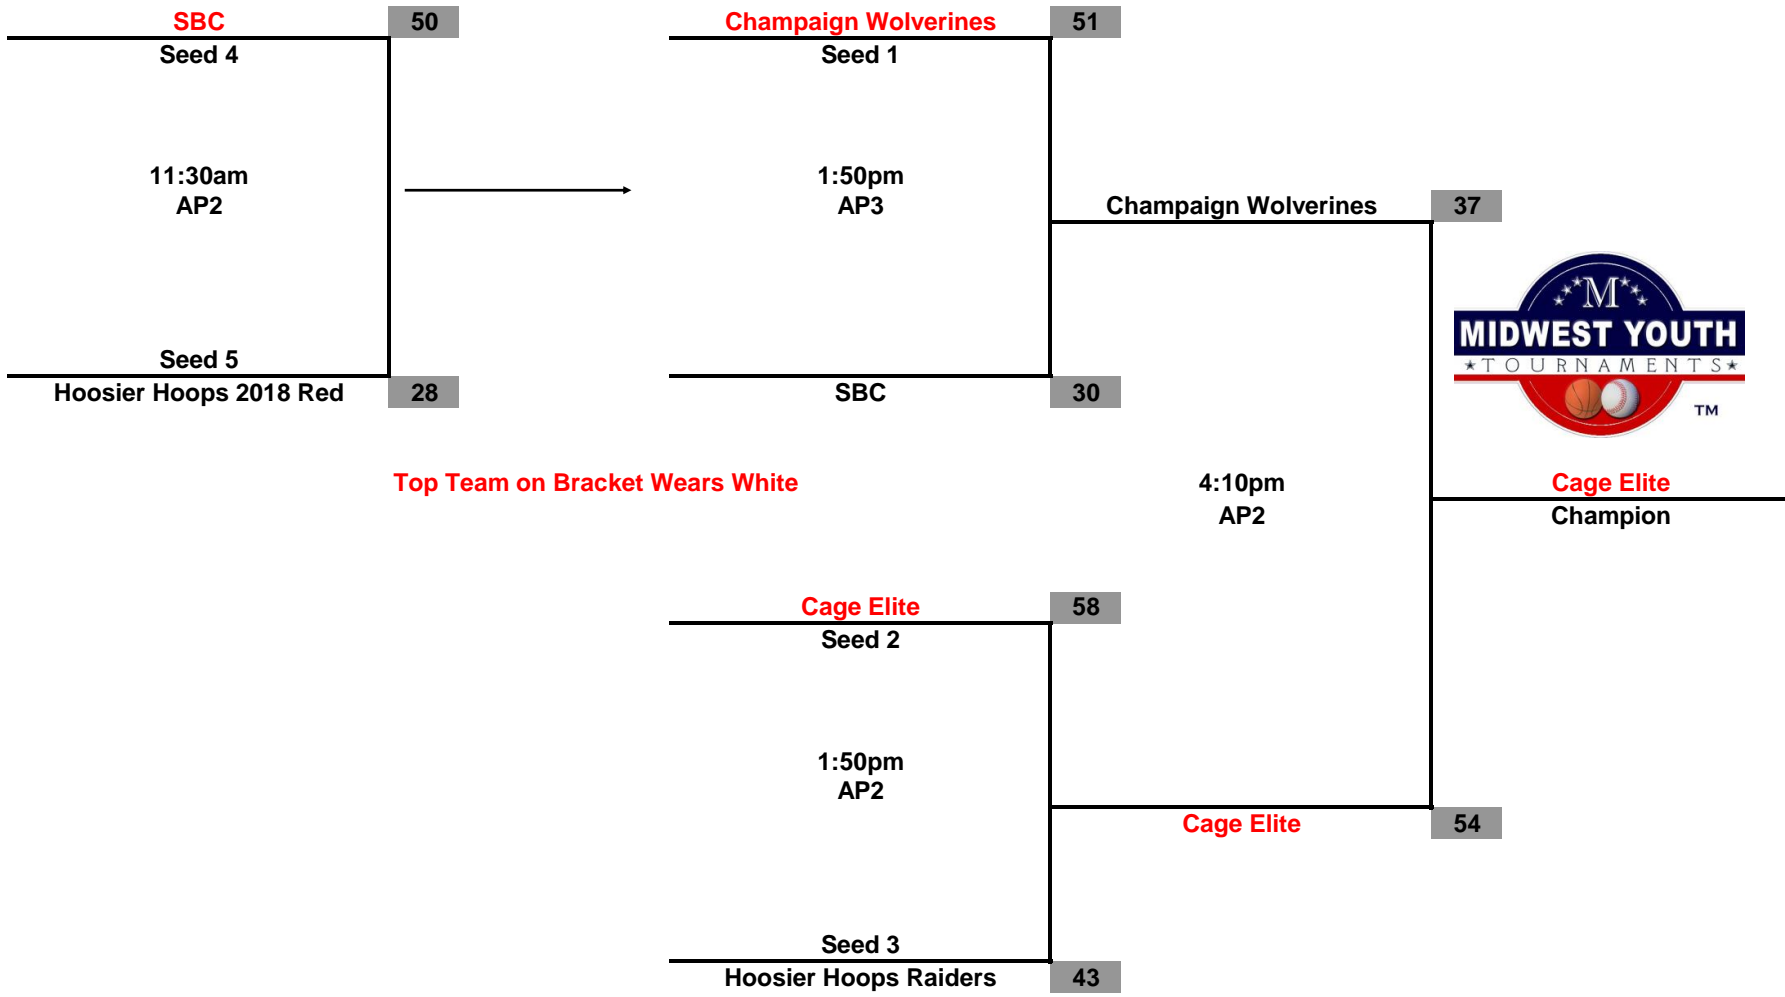 SBC 50
Seed 4
11:30am
AP2
Seed 5
Hoosier Hoops 2018 Red 28
Champaign Wolverines 51
Seed 1
1:50pm
AP3
SBC 30
Champaign Wolverines 37
M
MIDWEST YOUTH
TOURNAMENTS
TM
Top Team on Bracket Wears White
4:10pm
AP2
Cage Elite
Champion
Cage Elite 58
Seed 2
1:50pm
AP2
Cage Elite 54
Seed 3
Hoosier Hoops Raiders 43